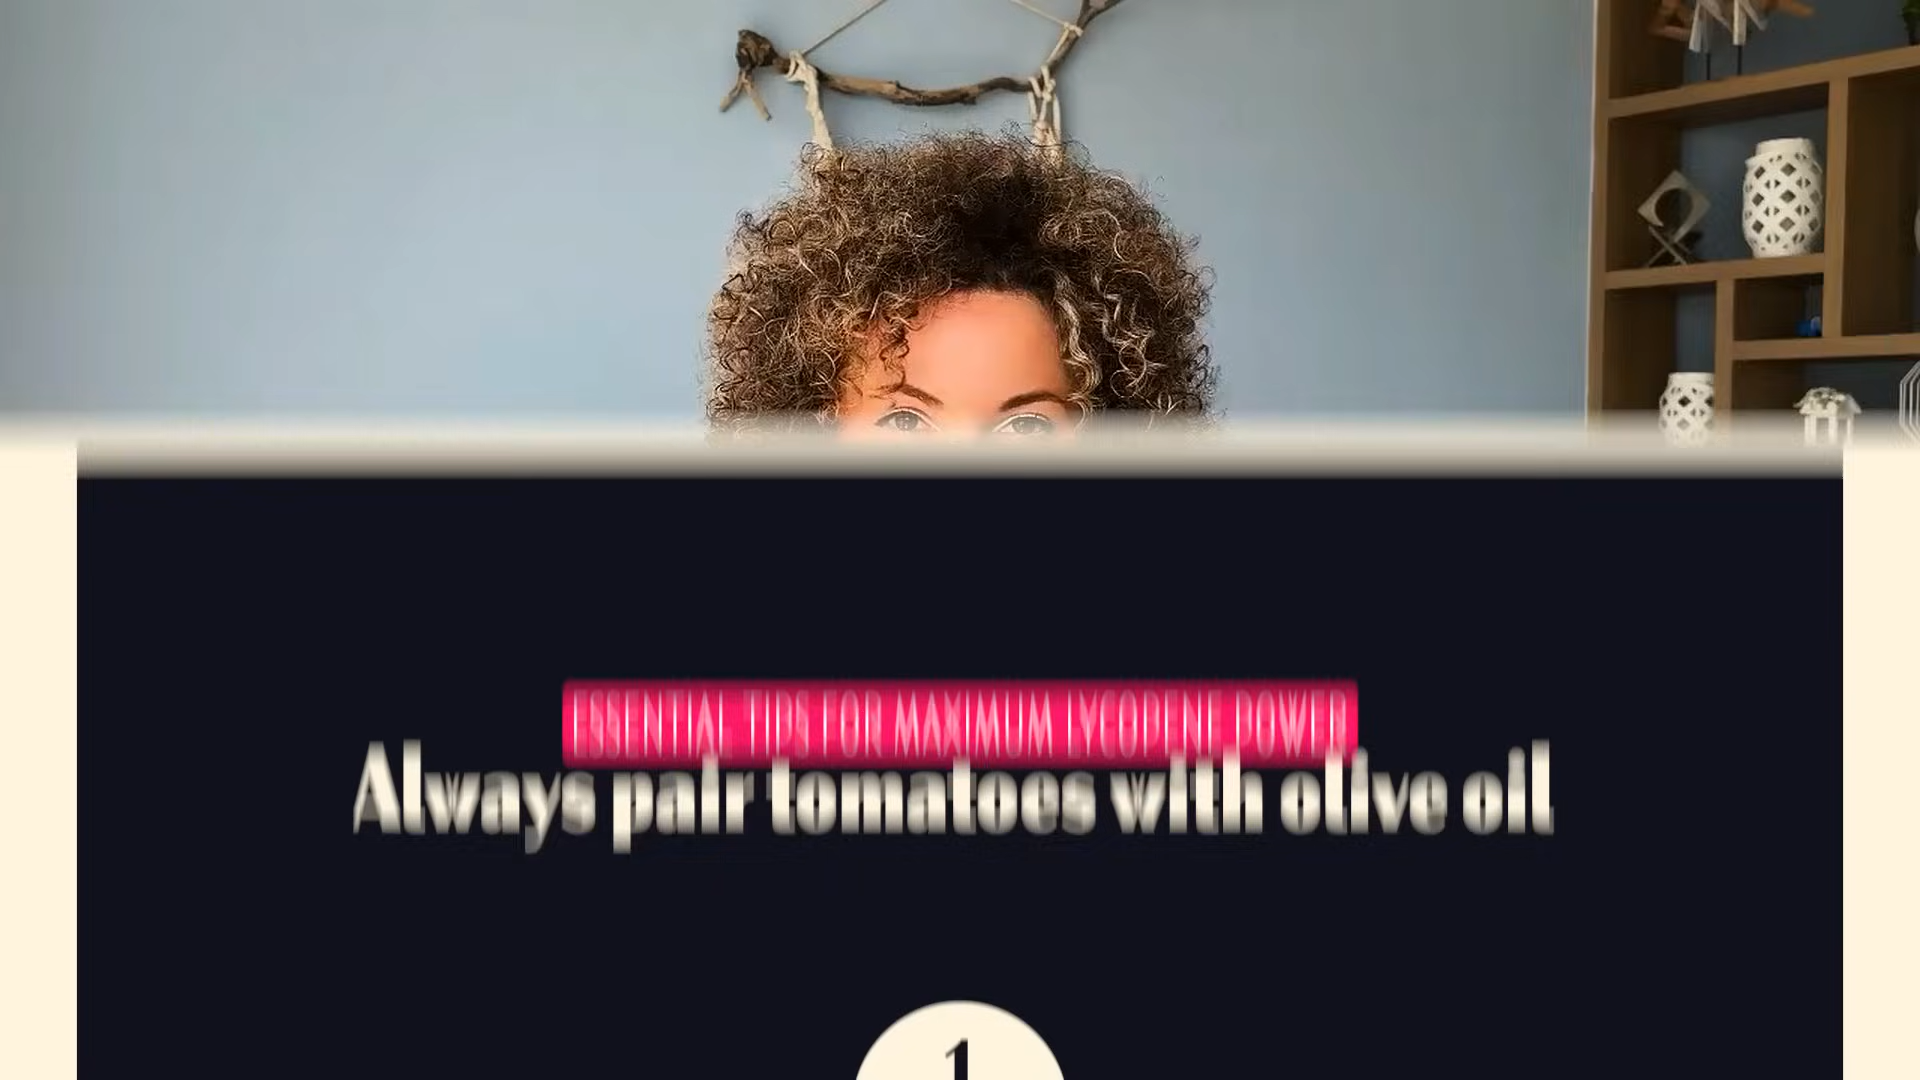 ESSENTIAL TIPS FOR MAXIMUM LYCOPENE POWER
Always pair tomatoes with olive oil
1